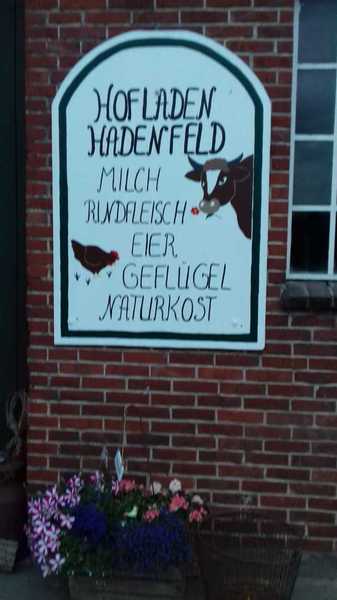 HOFLADEN
HADENFELD
MILCH
RINDFLEISCH
EIER
GEFLÜGEL
NATURKOST